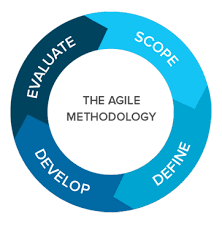 THE AGILE
METHODOLOGY
SCOPE
DEFINE
DEVELOP
EVALUATE